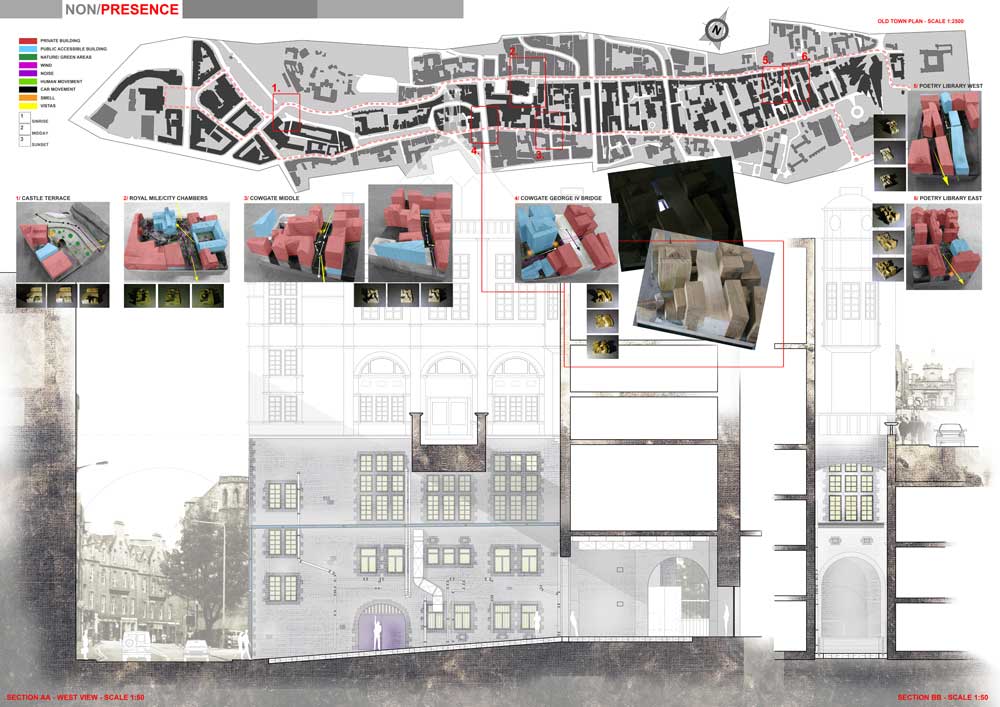 NON/PRESENCE
OLD TOWN PLAN - SCALE 1:2500
PRIVATE BUILDING
PUBLIC ACCESSIBLE BUILDING
NATURE/ GREEN AREAS
WIND
NOISE
HUMAN MOVEMENT
CAR MOVEMENT
SMELL
VISTAS
1 SUNRISE
2 MIDDAY
3 SUNSET
N
1.
2.
3.
4.
5.
6.
5/ POETRY LIBRARY WEST
1/ CASTLE TERRACE
2/ ROYAL MILE/CITY CHAMBERS
3/ COWGATE MIDDLE
4/ COWGATE GEORGE IV BRIDGE
6/ POETRY LIBRARY EAST
SECTION AA - WEST VIEW - SCALE 1:50
SECTION BB - SCALE 1:50